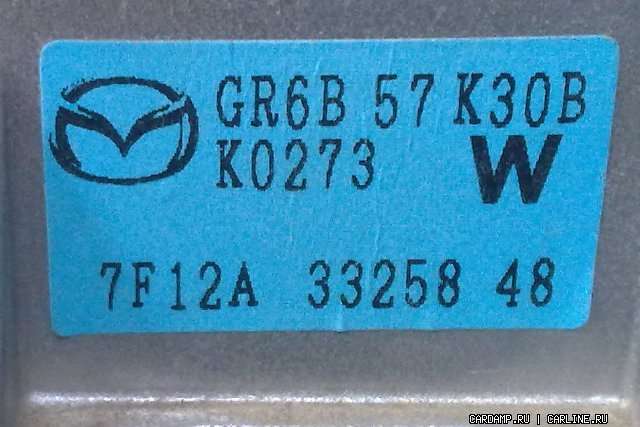 GR6B 57 K30B
K0273 W
7F12A 33258 48
CARDAMP.RU | CARLINE.RU